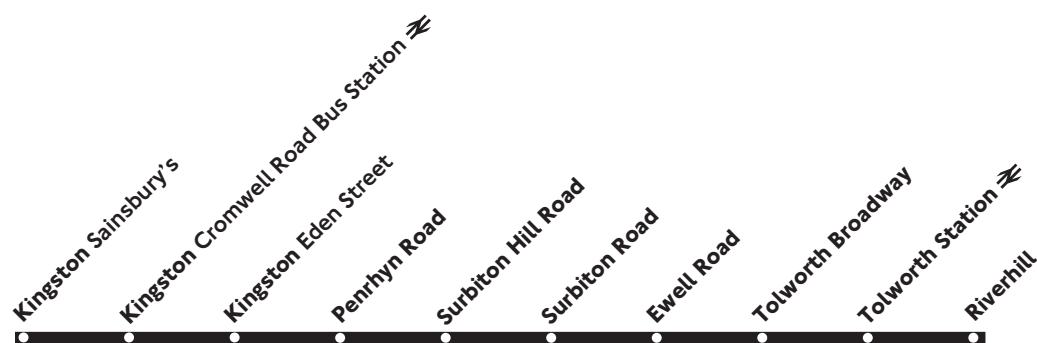 Kingston Sainsbury's
Kingston Cromwell Road Bus Station
Kingston Eden Street
Penrhyn Road
Surbiton Hill Road
Surbiton Road
Ewell Road
Tolworth Broadway
Tolworth Station
Riverhill